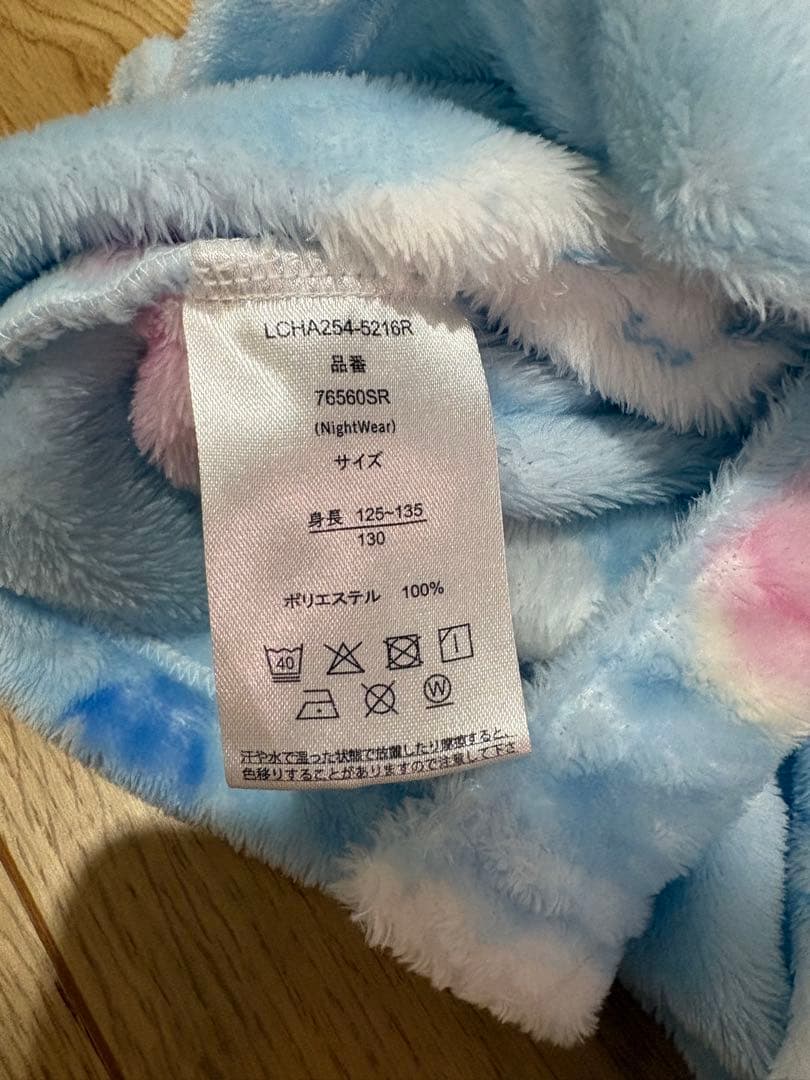 LCHA254-5216R
品番
76560SR
(NightWear)
サイズ
身長 125~135
130
ポリエステル 100%
40
W
汗や水で湿った状態で放置したり摩擦すると、
色移りすることがありますので注意して下さ